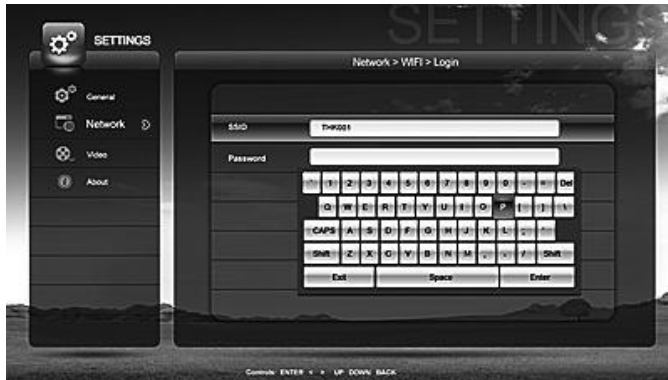 SETTINGS
SETTINGS
Network > WIFI > Login
General
Network
Video
About
SSID
THK001
Password
` 1 2 3 4 5 6 7 8 9 0 - = Del
Q W E R T Y U I O P [ ] \
CAPS A S D F G H J K L ; '
Shift Z X C V B N M , . / Shift
Exit Space Enter
Controls: ENTER < > UP DOWN BACK